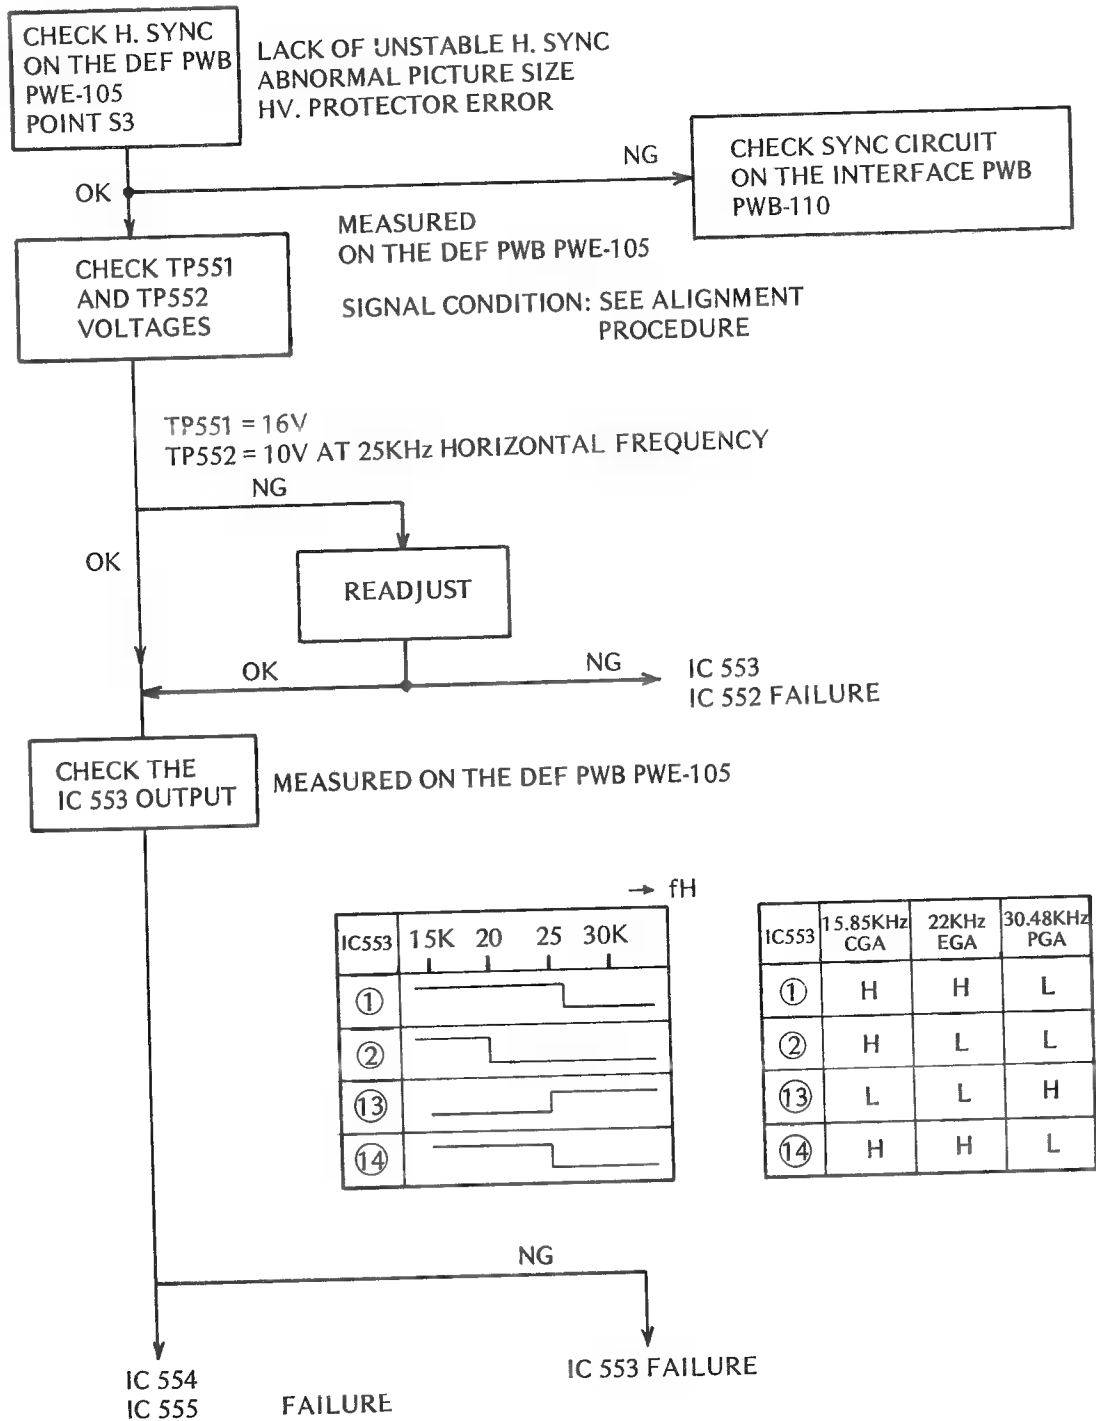 CHECK H. SYNC
ON THE DEF PWB
PWE-105
POINT S3
LACK OF UNSTABLE H. SYNC
ABNORMAL PICTURE SIZE
HV. PROTECTOR ERROR
NG
CHECK SYNC CIRCUIT
ON THE INTERFACE PWB
PWB-110
OK
MEASURED
ON THE DEF PWB PWE-105
CHECK TP551
AND TP552
VOLTAGES
SIGNAL CONDITION: SEE ALIGNMENT
PROCEDURE
TP551 = 16V
TP552 = 10V AT 25KHz HORIZONTAL FREQUENCY
NG
OK
READJUST
OK
NG
IC 553
IC 552 FAILURE
CHECK THE
IC 553 OUTPUT
MEASURED ON THE DEF PWB PWE-105
→ fH
IC553 15K 20 25 30K
①
②
⑬
⑭
IC553 15.85KHz CGA 22KHz EGA 30.48KHz PGA
① H H L
② H L L
⑬ L L H
⑭ H H L
NG
IC 554
IC 555 FAILURE
IC 553 FAILURE